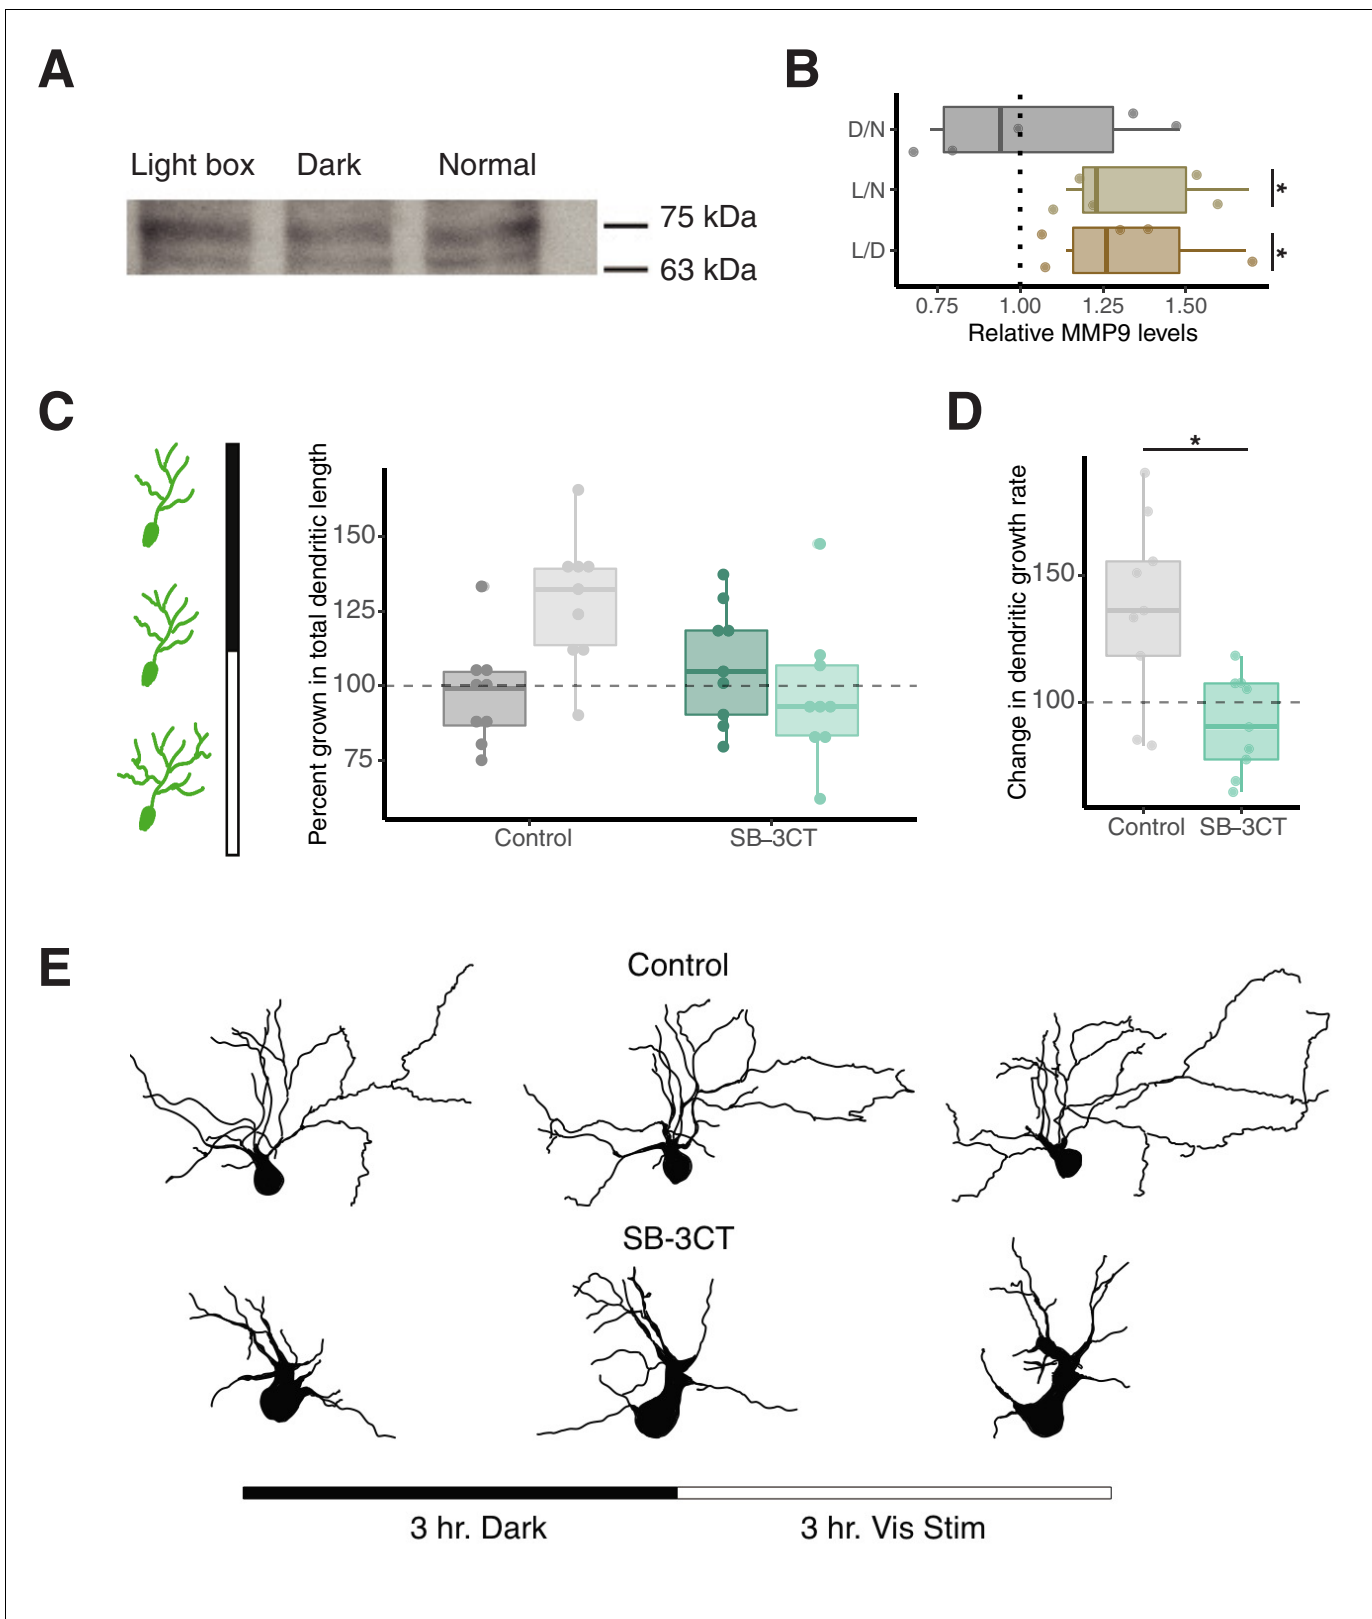 A
Light box Dark Normal
75 kDa
63 kDa
B
D/N
L/N
*
L/D
*
0.75 1.00 1.25 1.50
Relative MMP9 levels
C
Percent grown in total dendritic length
150
125
100
75
Control SB–3CT
D
*
Change in dendritic growth rate
150
100
Control SB–3CT
E
Control
SB-3CT
3 hr. Dark 3 hr. Vis Stim